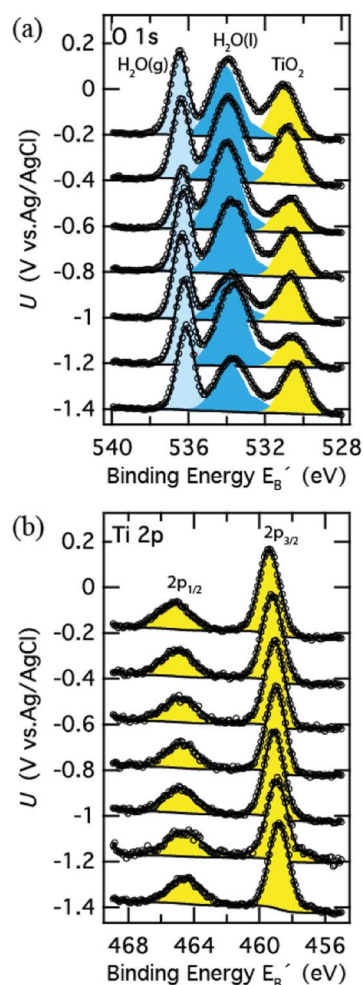 (a)
O 1s
H₂O(l)
H₂O(g)
TiO₂
0.2
0
-0.2
-0.4
-0.6
-0.8
-1
-1.2
-1.4
U (V vs.Ag/AgCl)
540
536
532
528
Binding Energy E_B´ (eV)
(b)
Ti 2p
2p₃/₂
2p₁/₂
0.2
0
-0.2
-0.4
-0.6
-0.8
-1
-1.2
-1.4
U (V vs.Ag/AgCl)
468
464
460
456
Binding Energy E_B´ (eV)